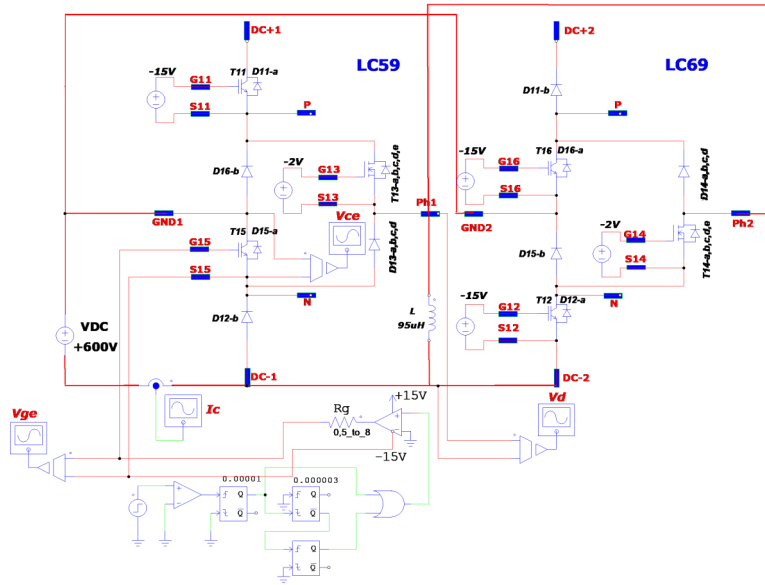 DC+1
DC+2
LC59
LC69
-15V
T11
D11-a
G11
S11
P
D11-b
P
-15V
T16
D16-a
G16
S16
D16-b
-2V
G13
S13
T13-a,b,c,d,e
D14-a,b,c,d
GND1
Ph1
GND2
Ph2
T15
D15-a
G15
S15
Vce
D13-a,b,c,d
D15-b
-2V
G14
S14
T14-a,b,c,d,e
N
N
D12-b
-15V
T12
D12-a
G12
S12
VDC
+600V
L
95uH
DC-1
DC-2
Ic
Vge
Vd
+15V
Rg
0,5_to_8
-15V
0.00001
0.000003
Q
Q
Q
Q
Q
Q